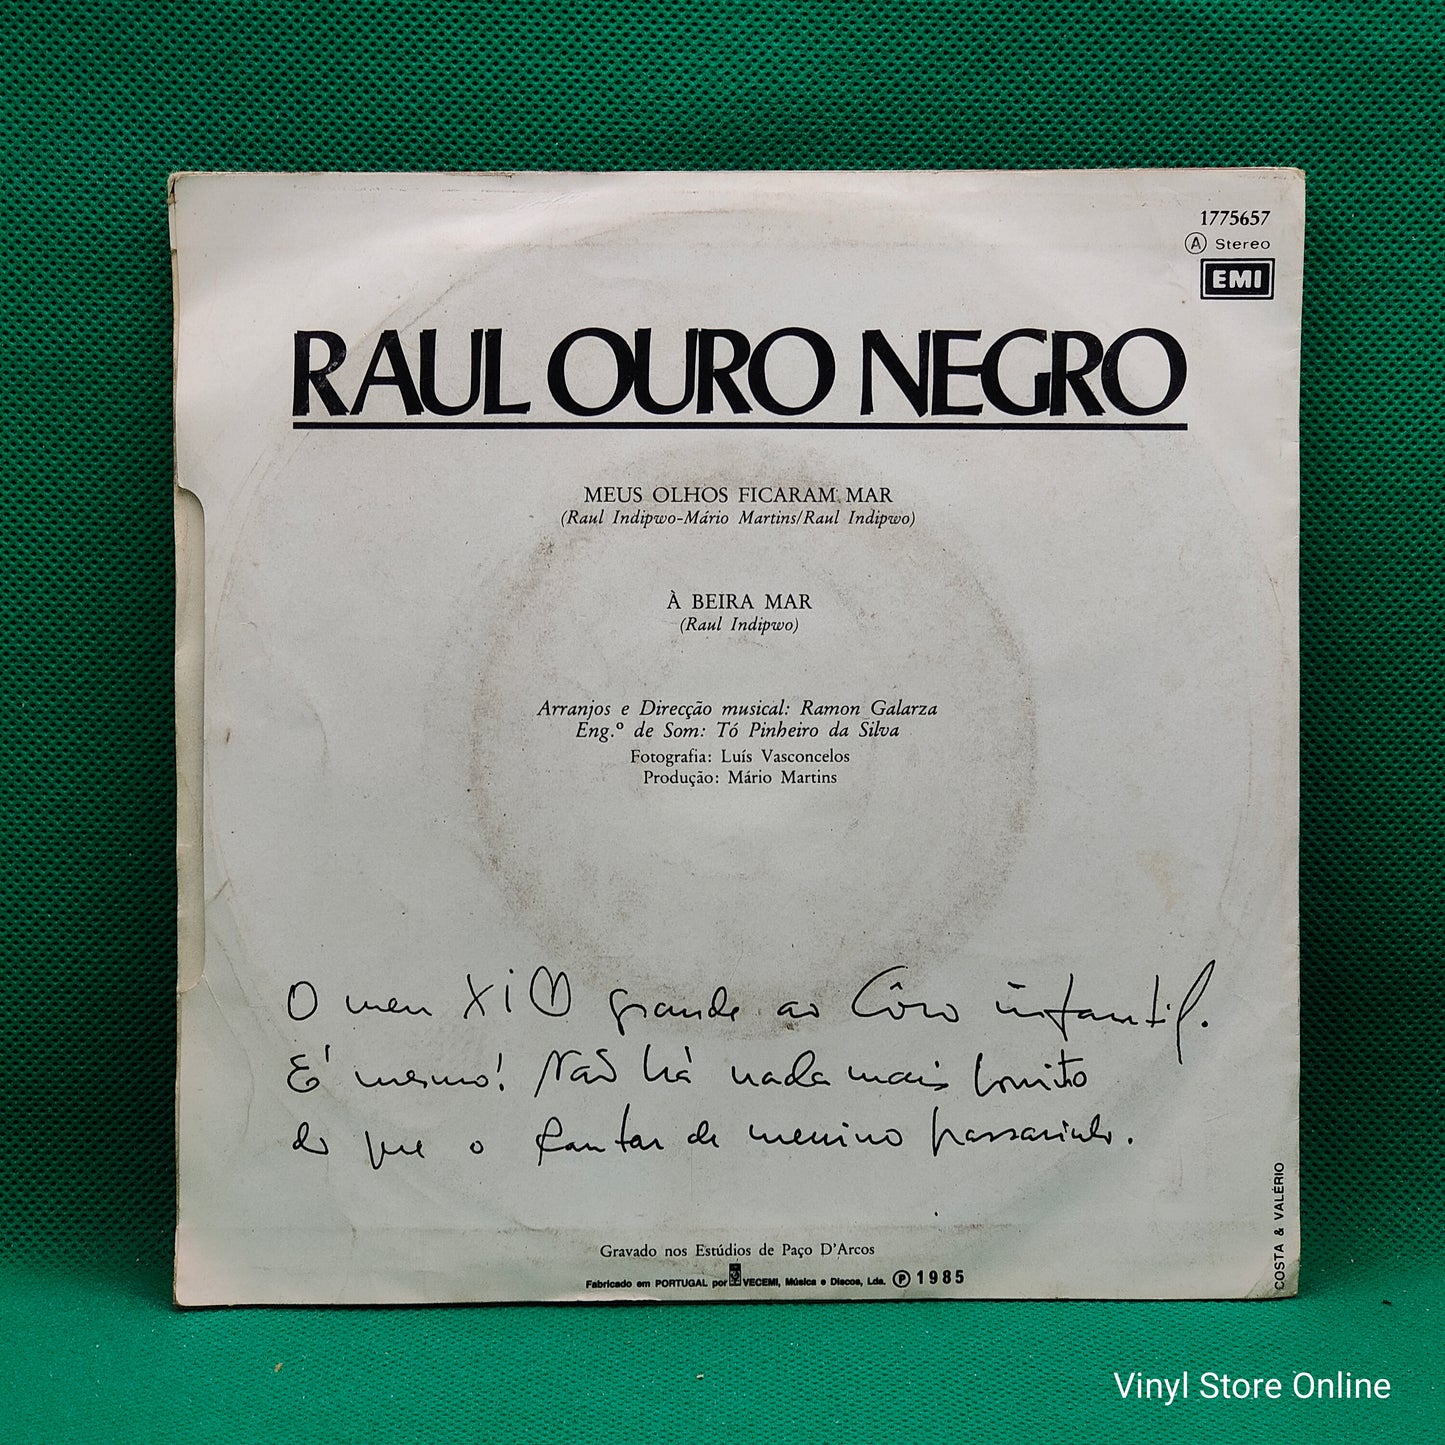 1775657
Ⓐ Stereo
EMI
RAUL OURO NEGRO
MEUS OLHOS FICARAM MAR
(Raul Indipwo-Mário Martins/Raul Indipwo)
À BEIRA MAR
(Raul Indipwo)
Arranjos e Direcção musical: Ramon Galarza
Eng.º de Som: Tó Pinheiro da Silva
Fotografia: Luís Vasconcelos
Produção: Mário Martins
O meu Xi♡ grande ao Côro infantil.
É mesmo! Não há nada mais bonito
do que o cantar de menino passarinho.
Gravado nos Estúdios de Paço D'Arcos
Fabricado em PORTUGAL por VECEMI, Música e Discos, Lda. Ⓟ 1985
COSTA & VALÉRIO
Vinyl Store Online